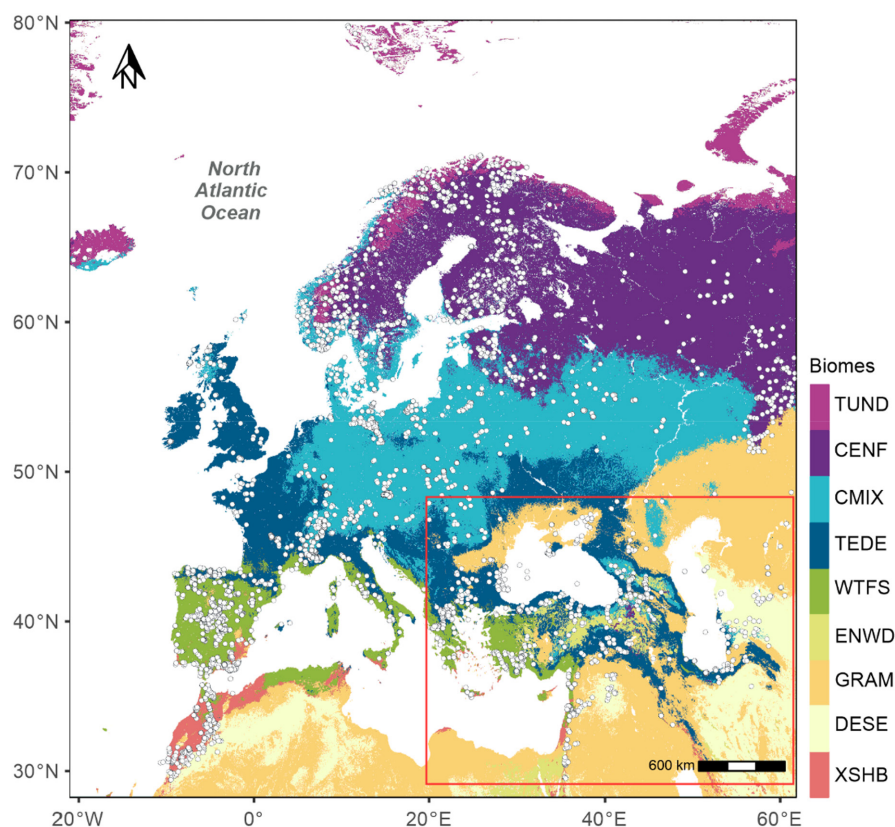 80°N
N
70°N
North
Atlantic
Ocean
60°N
50°N
40°N
30°N
20°W
0°
20°E
40°E
60°E
600 km
Biomes
TUND
CENF
CMIX
TEDE
WTFS
ENWD
GRAM
DESE
XSHB